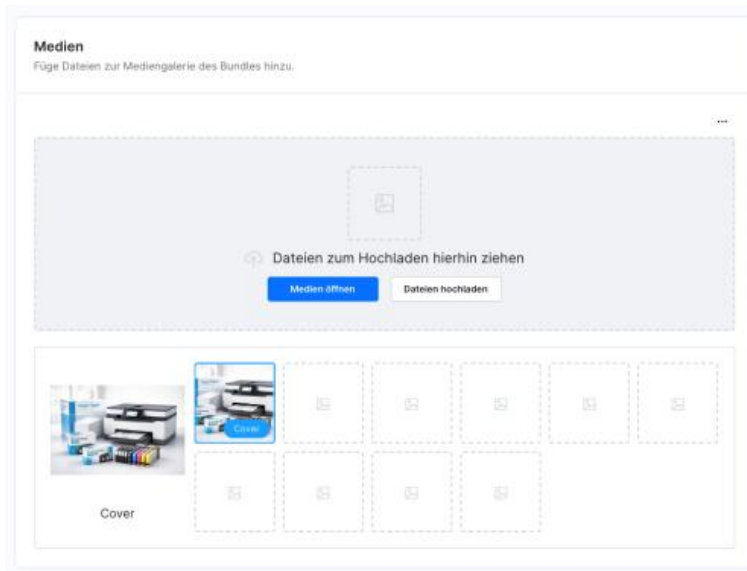 Medien
Füge Dateien zur Mediengalerie des Bundles hinzu.
...
Dateien zum Hochladen hierhin ziehen
Medien öffnen
Dateien hochladen
Cover
Cover